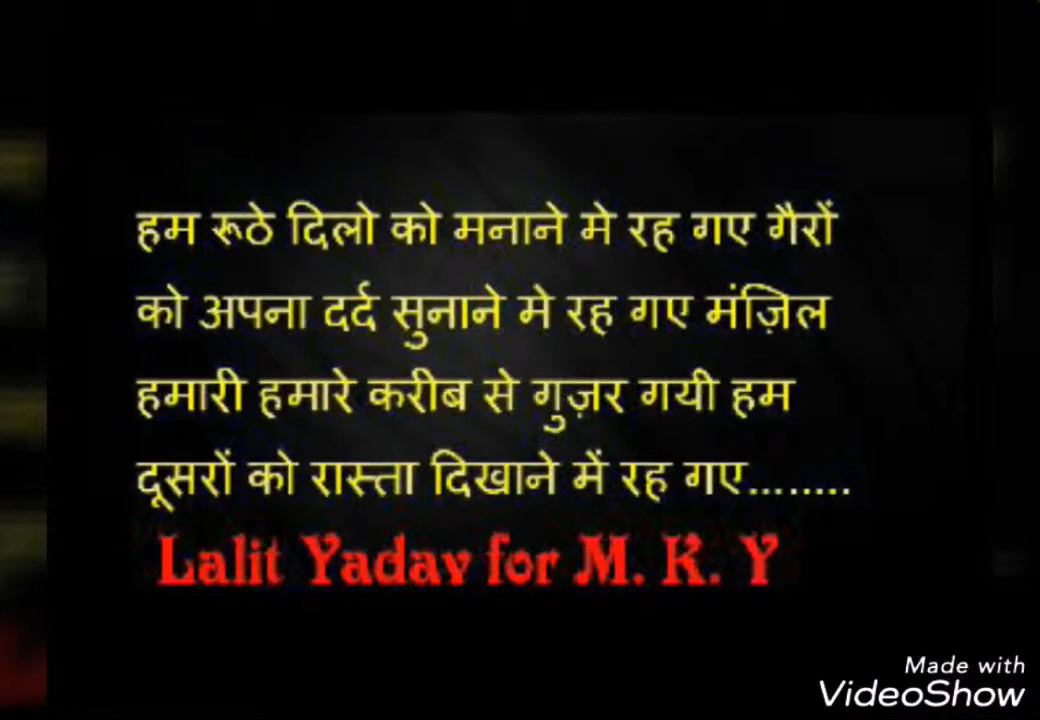 हम रूठे दिलो को मनाने मे रह गए गैरों
को अपना दर्द सुनाने मे रह गए मंज़िल
हमारी हमारे करीब से गुज़र गयी हम
दूसरों को रास्ता दिखाने में रह गए.........
Lalit Yadav for M. K. Y
Made with
VideoShow